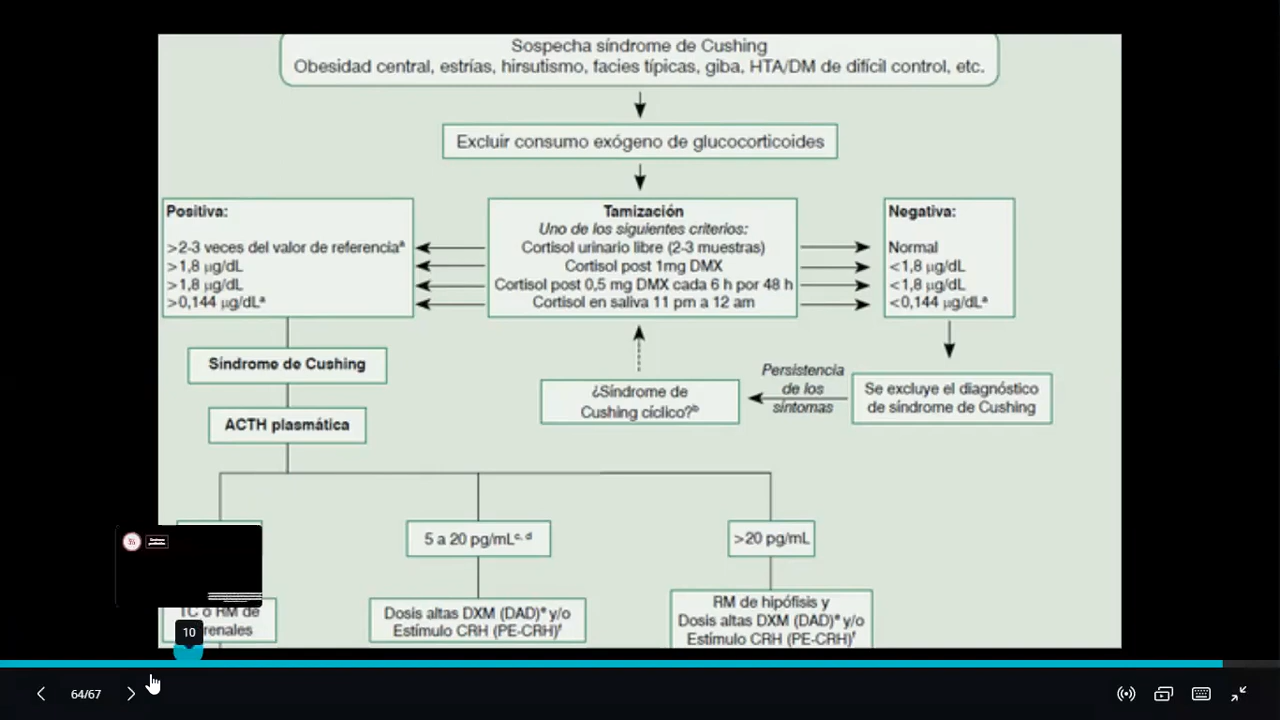 Sospecha síndrome de Cushing
Obesidad central, estrías, hirsutismo, facies típicas, giba, HTA/DM de difícil control, etc.
Excluir consumo exógeno de glucocorticoides
Positiva:
>2-3 veces del valor de referenciaª
>1,8 µg/dL
>1,8 µg/dL
>0,144 µg/dLª
Tamización
Uno de los siguientes criterios:
Cortisol urinario libre (2-3 muestras)
Cortisol post 1mg DMX
Cortisol post 0,5 mg DMX cada 6 h por 48 h
Cortisol en saliva 11 pm a 12 am
Negativa:
Normal
<1,8 µg/dL
<1,8 µg/dL
<0,144 µg/dLª
Síndrome de Cushing
¿Síndrome de
Cushing cíclico?ᵇ
Persistencia
de los
síntomas
Se excluye el diagnóstico
de síndrome de Cushing
ACTH plasmática
5 a 20 pg/mLᶜ, ᵈ
>20 pg/mL
TC o RM de
renales
Dosis altas DXM (DAD)ᵉ y/o
Estímulo CRH (PE-CRH)ᶠ
RM de hipófisis y
Dosis altas DXM (DAD)ᵉ y/o
Estímulo CRH (PE-CRH)ᶠ
10
64/67